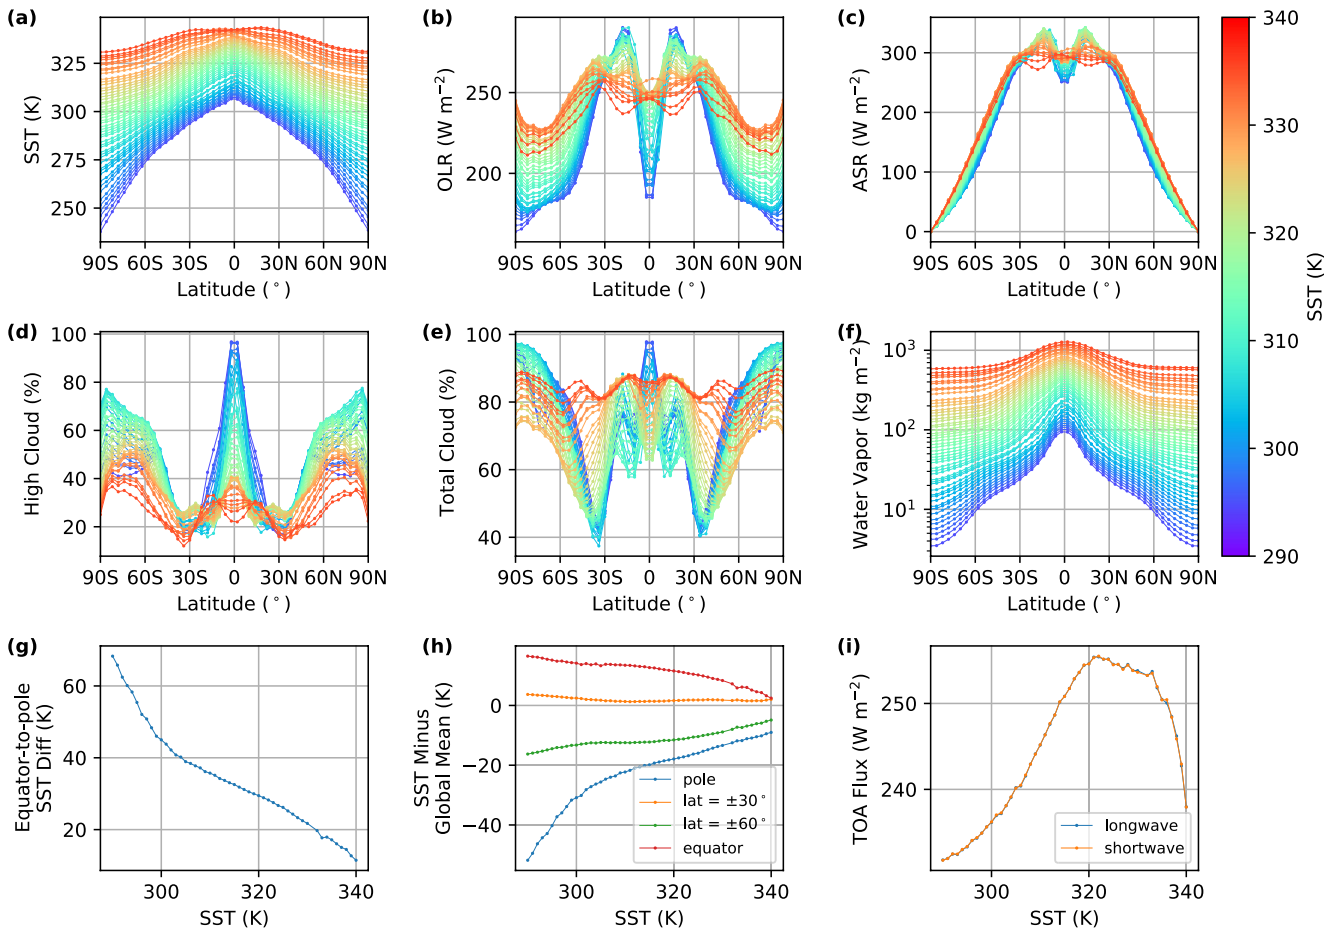 (a)
325
300
275
250
SST (K)
90S 60S 30S 0 30N 60N 90N
Latitude (°)
(b)
250
200
OLR (W m⁻²)
90S 60S 30S 0 30N 60N 90N
Latitude (°)
(c)
300
200
100
0
ASR (W m⁻²)
90S 60S 30S 0 30N 60N 90N
Latitude (°)
340
330
320
310
300
290
SST (K)
(d)
100
80
60
40
20
High Cloud (%)
90S 60S 30S 0 30N 60N 90N
Latitude (°)
(e)
100
80
60
40
Total Cloud (%)
90S 60S 30S 0 30N 60N 90N
Latitude (°)
(f)
10³
10²
10¹
Water Vapor (kg m⁻²)
90S 60S 30S 0 30N 60N 90N
Latitude (°)
(g)
60
40
20
Equator-to-pole
SST Diff (K)
300 320 340
SST (K)
(h)
0
−20
−40
SST Minus
Global Mean (K)
pole
lat = ±30°
lat = ±60°
equator
300 320 340
SST (K)
(i)
250
240
TOA Flux (W m⁻²)
longwave
shortwave
300 320 340
SST (K)